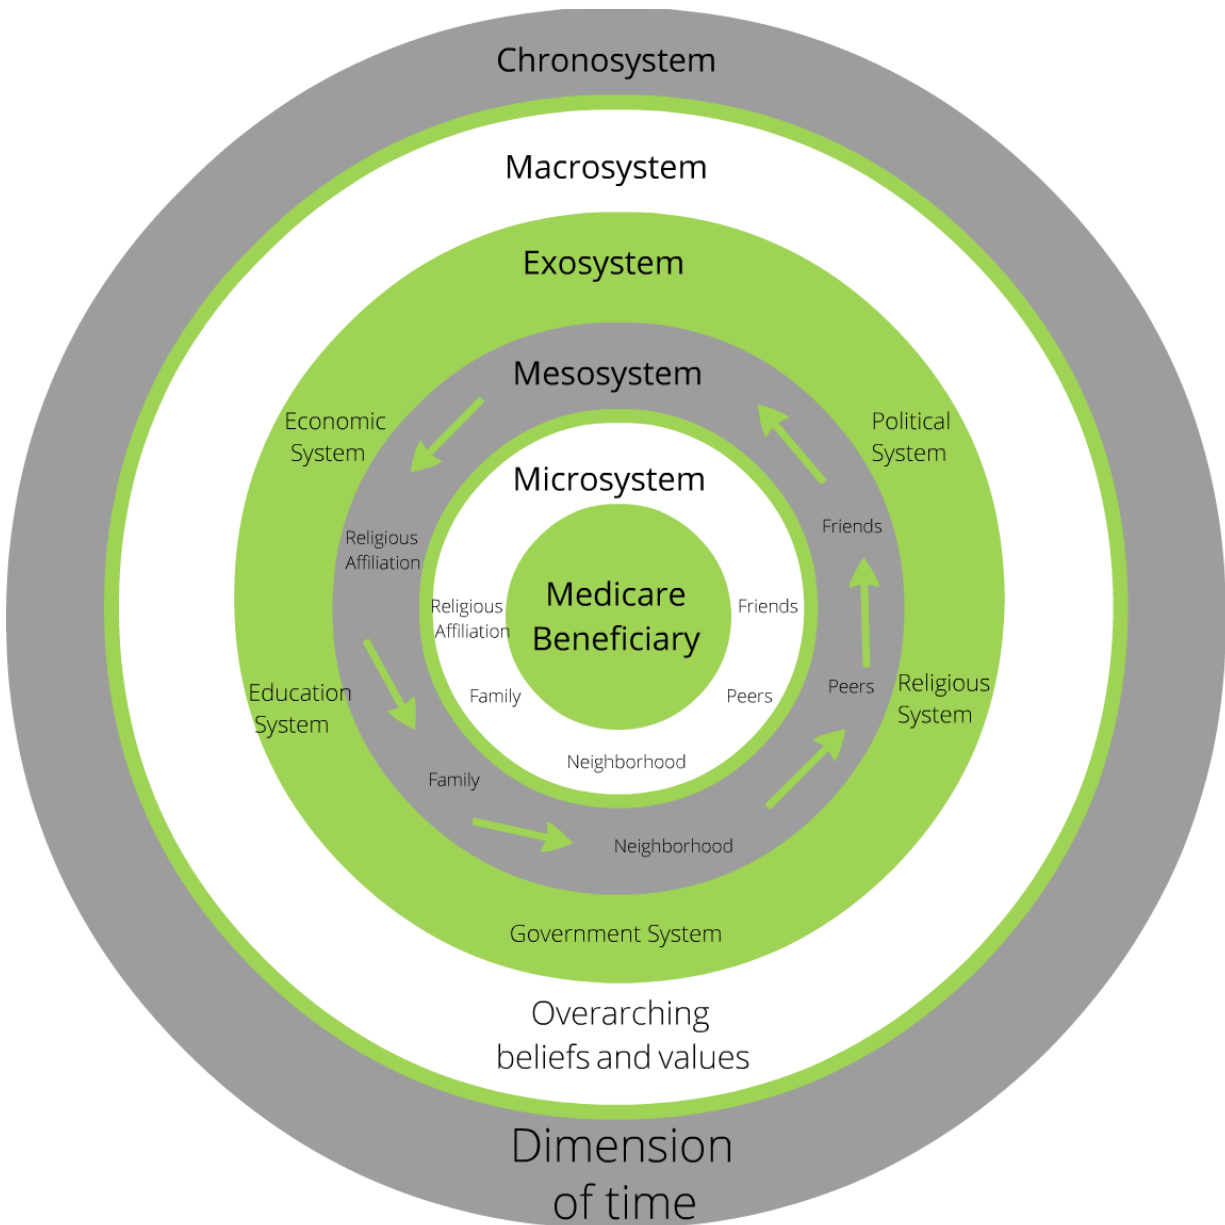 Chronosystem
Macrosystem
Exosystem
Mesosystem
Economic
System
Political
System
Microsystem
Religious
Affiliation
Friends
Medicare
Beneficiary
Religious
Affiliation
Friends
Family
Peers
Neighborhood
Peers
Education
System
Religious
System
Family
Neighborhood
Government System
Overarching
beliefs and values
Dimension
of time